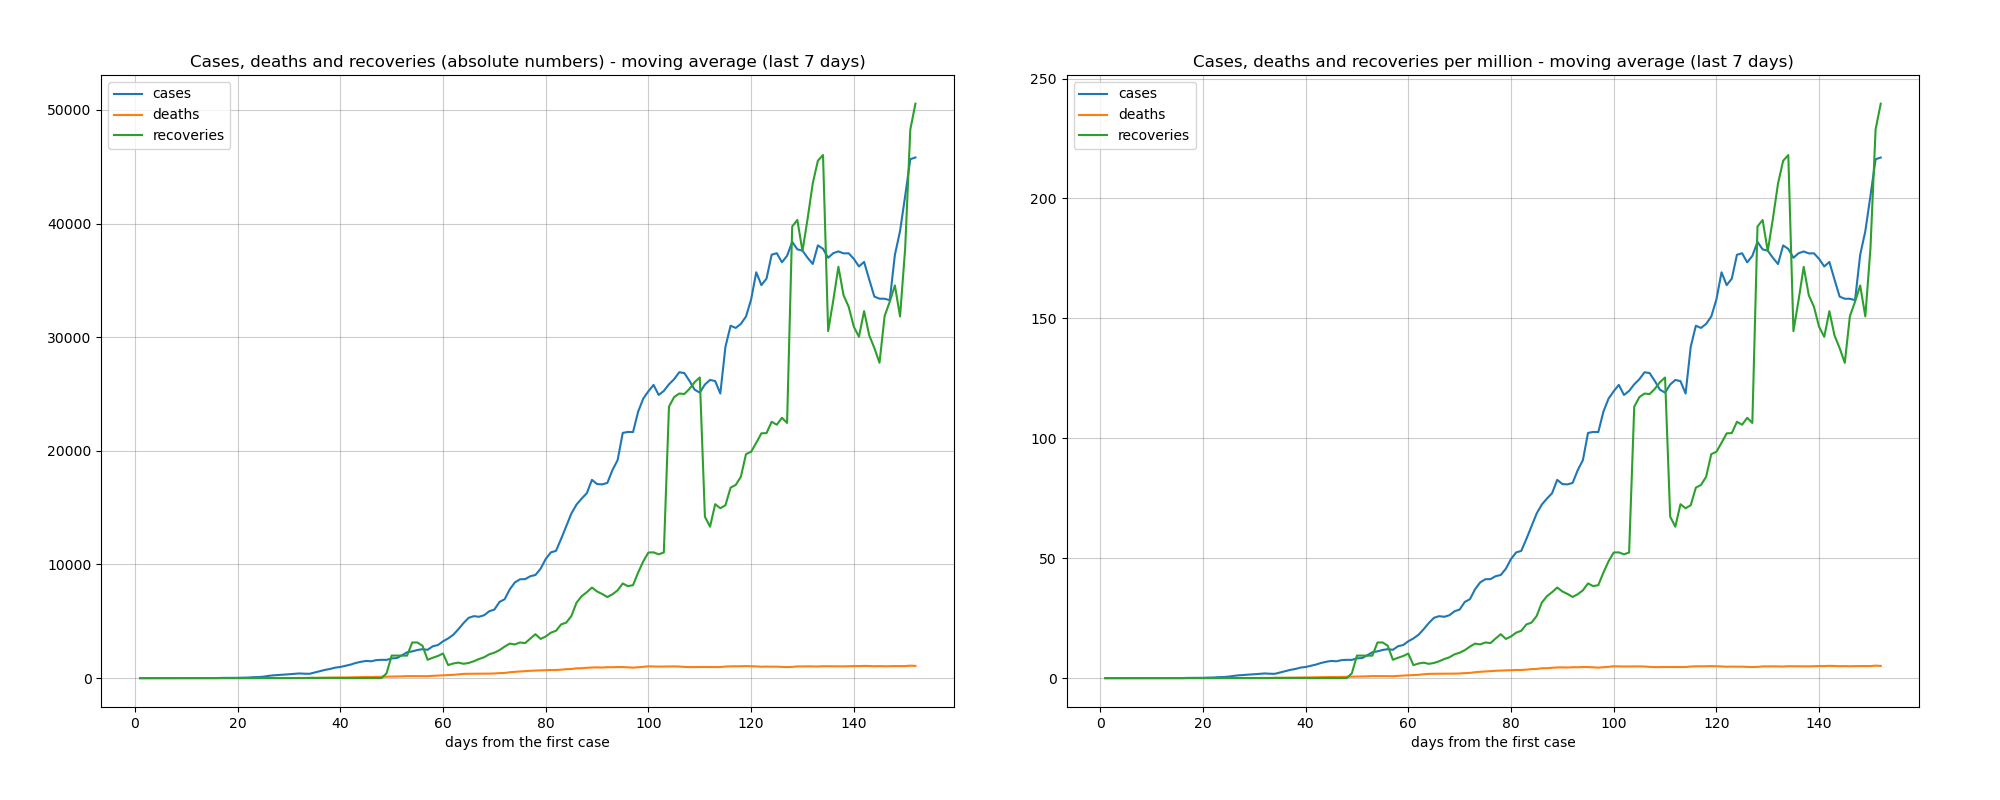 Cases, deaths and recoveries (absolute numbers) - moving average (last 7 days)
cases
deaths
recoveries
50000
40000
30000
20000
10000
0
0 20 40 60 80 100 120 140
days from the first case
Cases, deaths and recoveries per million - moving average (last 7 days)
cases
deaths
recoveries
250
200
150
100
50
0
0 20 40 60 80 100 120 140
days from the first case